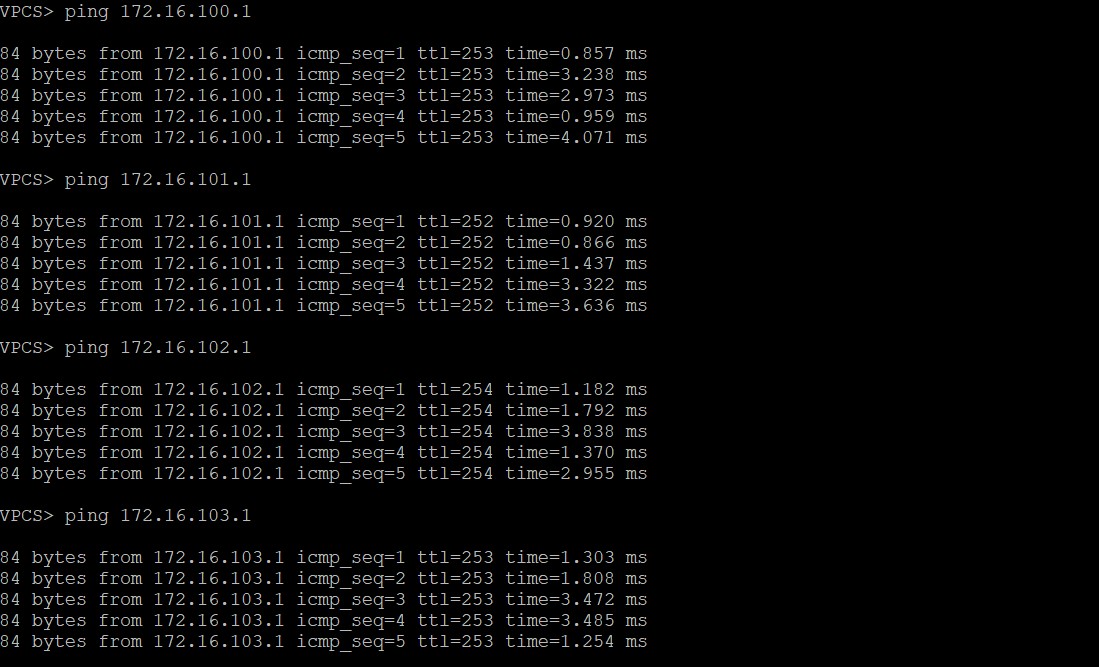 VPCS> ping 172.16.100.1
84 bytes from 172.16.100.1 icmp_seq=1 ttl=253 time=0.857 ms
84 bytes from 172.16.100.1 icmp_seq=2 ttl=253 time=3.238 ms
84 bytes from 172.16.100.1 icmp_seq=3 ttl=253 time=2.973 ms
84 bytes from 172.16.100.1 icmp_seq=4 ttl=253 time=0.959 ms
84 bytes from 172.16.100.1 icmp_seq=5 ttl=253 time=4.071 ms
VPCS> ping 172.16.101.1
84 bytes from 172.16.101.1 icmp_seq=1 ttl=252 time=0.920 ms
84 bytes from 172.16.101.1 icmp_seq=2 ttl=252 time=0.866 ms
84 bytes from 172.16.101.1 icmp_seq=3 ttl=252 time=1.437 ms
84 bytes from 172.16.101.1 icmp_seq=4 ttl=252 time=3.322 ms
84 bytes from 172.16.101.1 icmp_seq=5 ttl=252 time=3.636 ms
VPCS> ping 172.16.102.1
84 bytes from 172.16.102.1 icmp_seq=1 ttl=254 time=1.182 ms
84 bytes from 172.16.102.1 icmp_seq=2 ttl=254 time=1.792 ms
84 bytes from 172.16.102.1 icmp_seq=3 ttl=254 time=3.838 ms
84 bytes from 172.16.102.1 icmp_seq=4 ttl=254 time=1.370 ms
84 bytes from 172.16.102.1 icmp_seq=5 ttl=254 time=2.955 ms
VPCS> ping 172.16.103.1
84 bytes from 172.16.103.1 icmp_seq=1 ttl=253 time=1.303 ms
84 bytes from 172.16.103.1 icmp_seq=2 ttl=253 time=1.808 ms
84 bytes from 172.16.103.1 icmp_seq=3 ttl=253 time=3.472 ms
84 bytes from 172.16.103.1 icmp_seq=4 ttl=253 time=3.485 ms
84 bytes from 172.16.103.1 icmp_seq=5 ttl=253 time=1.254 ms